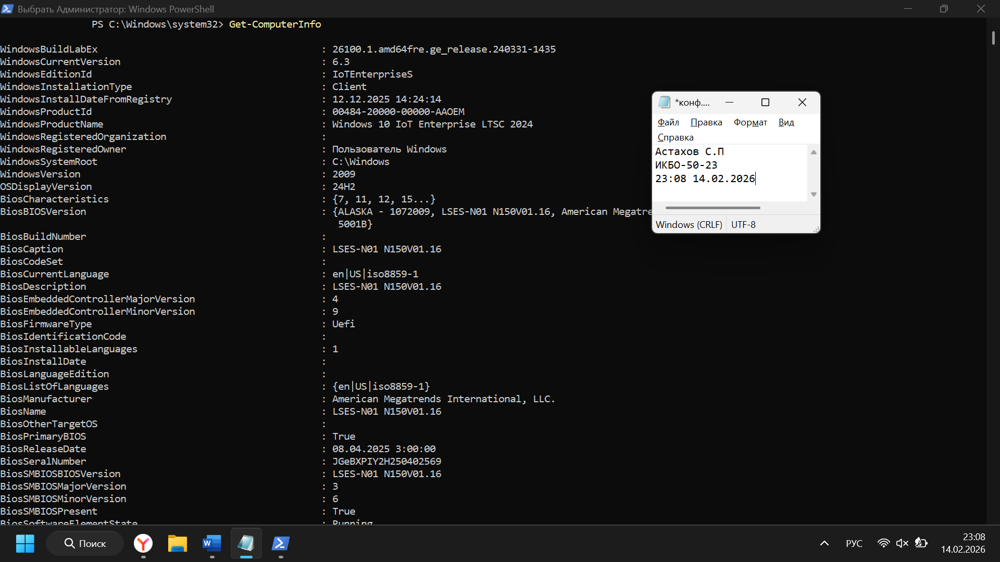 Выбрать Администратор: Windows PowerShell
PS C:\Windows\system32> Get-ComputerInfo
WindowsBuildLabEx : 26100.1.amd64fre.ge_release.240331-1435
WindowsCurrentVersion : 6.3
WindowsEditionId : IoTEnterpriseS
WindowsInstallationType : Client
WindowsInstallDateFromRegistry : 12.12.2025 14:24:14
WindowsProductId : 00484-20000-00000-AAOEM
WindowsProductName : Windows 10 IoT Enterprise LTSC 2024
WindowsRegisteredOrganization :
WindowsRegisteredOwner : Пользователь Windows
WindowsSystemRoot : C:\Windows
WindowsVersion : 2009
OSDisplayVersion : 24H2
BiosCharacteristics : {7, 11, 12, 15...}
BiosBIOSVersion : {ALASKA - 1072009, LSES-N01 N150V01.16, American Megatre
5001B}
BiosBuildNumber :
BiosCaption : LSES-N01 N150V01.16
BiosCodeSet :
BiosCurrentLanguage : en|US|iso8859-1
BiosDescription : LSES-N01 N150V01.16
BiosEmbeddedControllerMajorVersion : 4
BiosEmbeddedControllerMinorVersion : 9
BiosFirmwareType : Uefi
BiosIdentificationCode :
BiosInstallableLanguages : 1
BiosInstallDate :
BiosLanguageEdition :
BiosListOfLanguages : {en|US|iso8859-1}
BiosManufacturer : American Megatrends International, LLC.
BiosName : LSES-N01 N150V01.16
BiosOtherTargetOS :
BiosPrimaryBIOS : True
BiosReleaseDate : 08.04.2025 3:00:00
BiosSeralNumber : JGeBXPIY2H250402569
BiosSMBIOSBIOSVersion : LSES-N01 N150V01.16
BiosSMBIOSMajorVersion : 3
BiosSMBIOSMinorVersion : 6
BiosSMBIOSPresent : True
BiosSoftwareElementState : Running
*конф....
Файл Правка Формат Вид
Справка
Астахов С.П
ИКБО-50-23
23:08 14.02.2026
Windows (CRLF) UTF-8
Поиск
РУС
23:08
14.02.2026